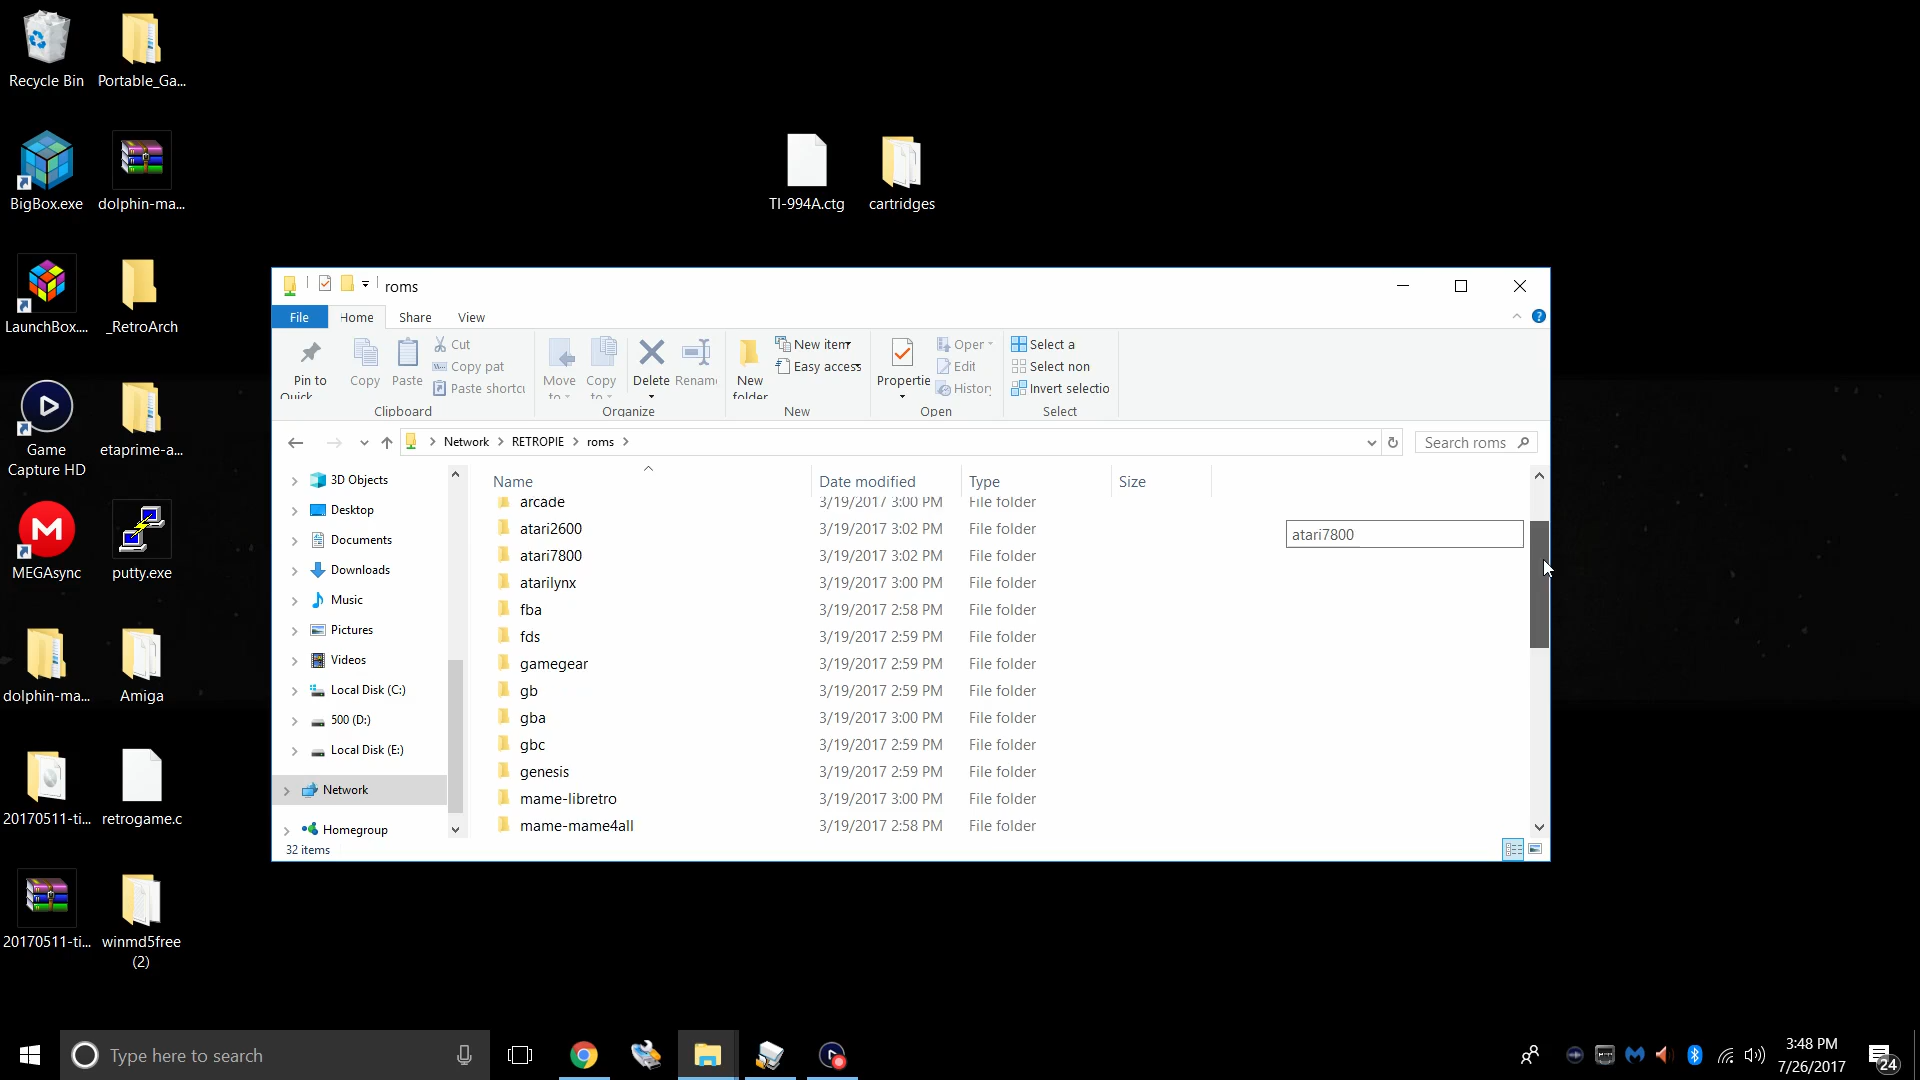 Recycle Bin
Portable_Ga...
BigBox.exe
dolphin-ma...
TI-994A.ctg
cartridges
LaunchBox....
_RetroArch
Game
Capture HD
etaprime-a...
MEGAsync
putty.exe
dolphin-ma...
Amiga
20170511-ti...
retrogame.c
20170511-ti...
winmd5free
(2)
roms
File
Home
Share
View
Pin to
Quick
Copy
Paste
Cut
Copy pat
Paste shortcu
Clipboard
Move
to
Copy
to
Delete
Renam
Organize
New
folder
New item
Easy access
New
Propertie
Open
Edit
History
Open
Select a
Select non
Invert selectio
Select
Network
RETROPIE
roms
Search roms
3D Objects
Desktop
Documents
Downloads
Music
Pictures
Videos
Local Disk (C:)
500 (D:)
Local Disk (E:)
Network
Homegroup
32 items
Name Date modified Type Size
arcade 3/19/2017 3:00 PM File folder
atari2600 3/19/2017 3:02 PM File folder
atari7800 3/19/2017 3:02 PM File folder
atarilynx 3/19/2017 3:00 PM File folder
fba 3/19/2017 2:58 PM File folder
fds 3/19/2017 2:59 PM File folder
gamegear 3/19/2017 2:59 PM File folder
gb 3/19/2017 2:59 PM File folder
gba 3/19/2017 3:00 PM File folder
gbc 3/19/2017 2:59 PM File folder
genesis 3/19/2017 2:59 PM File folder
mame-libretro 3/19/2017 3:00 PM File folder
mame-mame4all 3/19/2017 2:58 PM File folder
atari7800
Type here to search
3:48 PM
7/26/2017
24